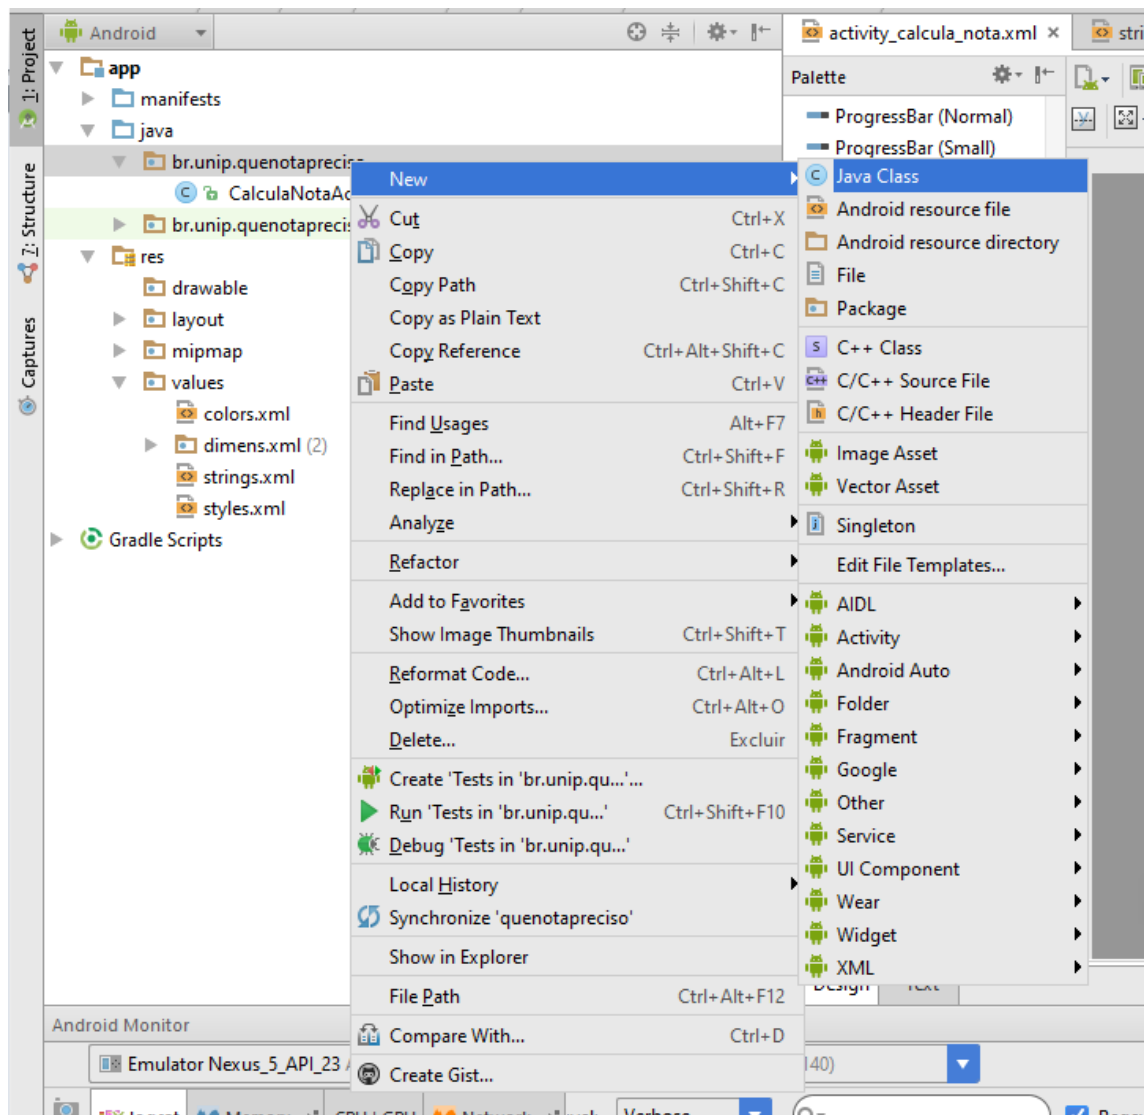 1: Project
7: Structure
Captures
Android
app
manifests
java
br.unip.quenotapreciso
CalculaNotaAc
br.unip.quenotaprecis
res
drawable
layout
mipmap
values
colors.xml
dimens.xml (2)
strings.xml
styles.xml
Gradle Scripts
activity_calcula_nota.xml
stri
Palette
ProgressBar (Normal)
ProgressBar (Small)
New
Cut Ctrl+X
Copy Ctrl+C
Copy Path Ctrl+Shift+C
Copy as Plain Text
Copy Reference Ctrl+Alt+Shift+C
Paste Ctrl+V
Find Usages Alt+F7
Find in Path... Ctrl+Shift+F
Replace in Path... Ctrl+Shift+R
Analyze
Refactor
Add to Favorites
Show Image Thumbnails Ctrl+Shift+T
Reformat Code... Ctrl+Alt+L
Optimize Imports... Ctrl+Alt+O
Delete... Excluir
Create 'Tests in 'br.unip.qu...'...
Run 'Tests in 'br.unip.qu...' Ctrl+Shift+F10
Debug 'Tests in 'br.unip.qu...'
Local History
Synchronize 'quenotapreciso'
Show in Explorer
File Path Ctrl+Alt+F12
Compare With... Ctrl+D
Create Gist...
Java Class
Android resource file
Android resource directory
File
Package
S C++ Class
C++ C/C++ Source File
h C/C++ Header File
Image Asset
Vector Asset
Singleton
Edit File Templates...
AIDL
Activity
Android Auto
Folder
Fragment
Google
Other
Service
UI Component
Wear
Widget
XML
Design Text
Android Monitor
Emulator Nexus_5_API_23
140)
Verbose